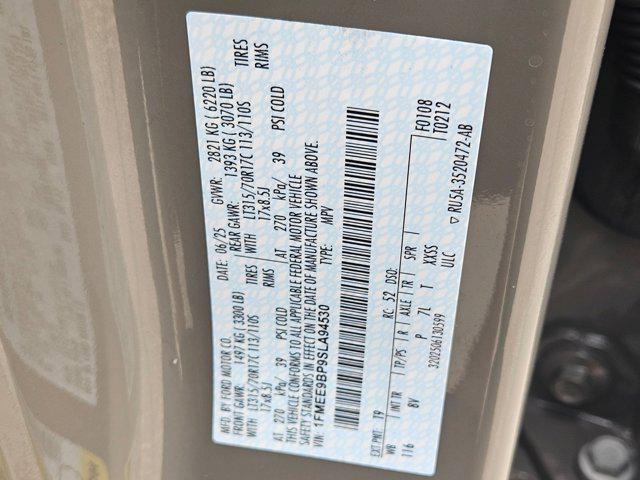 MFD. BY FORD MOTOR CO.
DATE: 06/25 GVWR: 2821 KG ( 6220 LB)
FRONT GAWR: 1497 KG ( 3300 LB) REAR GAWR: 1393 KG ( 3070 LB)
WITH LT315/70R17C 113/110S TIRES WITH LT315/70R17C 113/110S TIRES
17x8.5J RIMS 17x8.5J RIMS
AT 270 kPa/ 39 PSI COLD AT 270 kPa/ 39 PSI COLD
THIS VEHICLE CONFORMS TO ALL APPLICABLE FEDERAL MOTOR VEHICLE
SAFETY STANDARDS IN EFFECT ON THE DATE OF MANUFACTURE SHOWN ABOVE.
VIN: 1FMEE9BP9SLA94530 TYPE: MPV
F0108
T0212
EXT PNT: T9 RC: 52 DSO:
WB INT TR TP/PS R AXLE TR SPR
116 8V P 7L T XXSS
3202506130599 ULC
▽ RU5A-3520472-AB